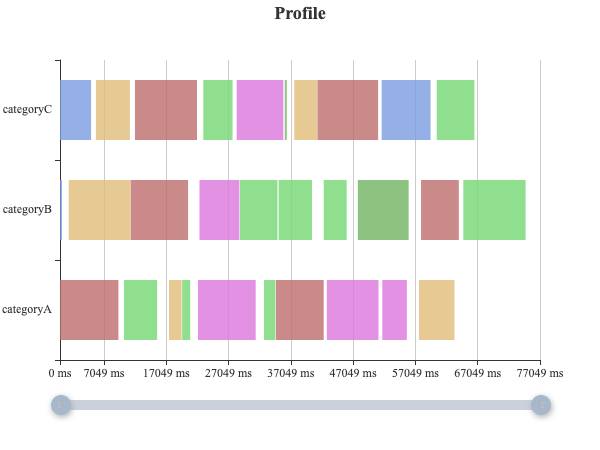 Profile
categoryC
categoryB
categoryA
0 ms 7049 ms 17049 ms 27049 ms 37049 ms 47049 ms 57049 ms 67049 ms 77049 ms